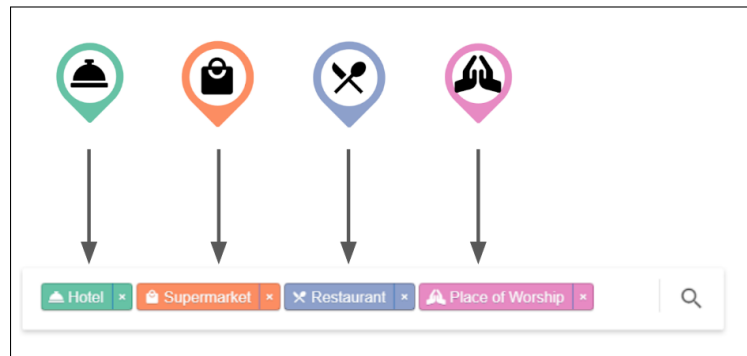 Hotel × Supermarket × Restaurant × Place of Worship ×